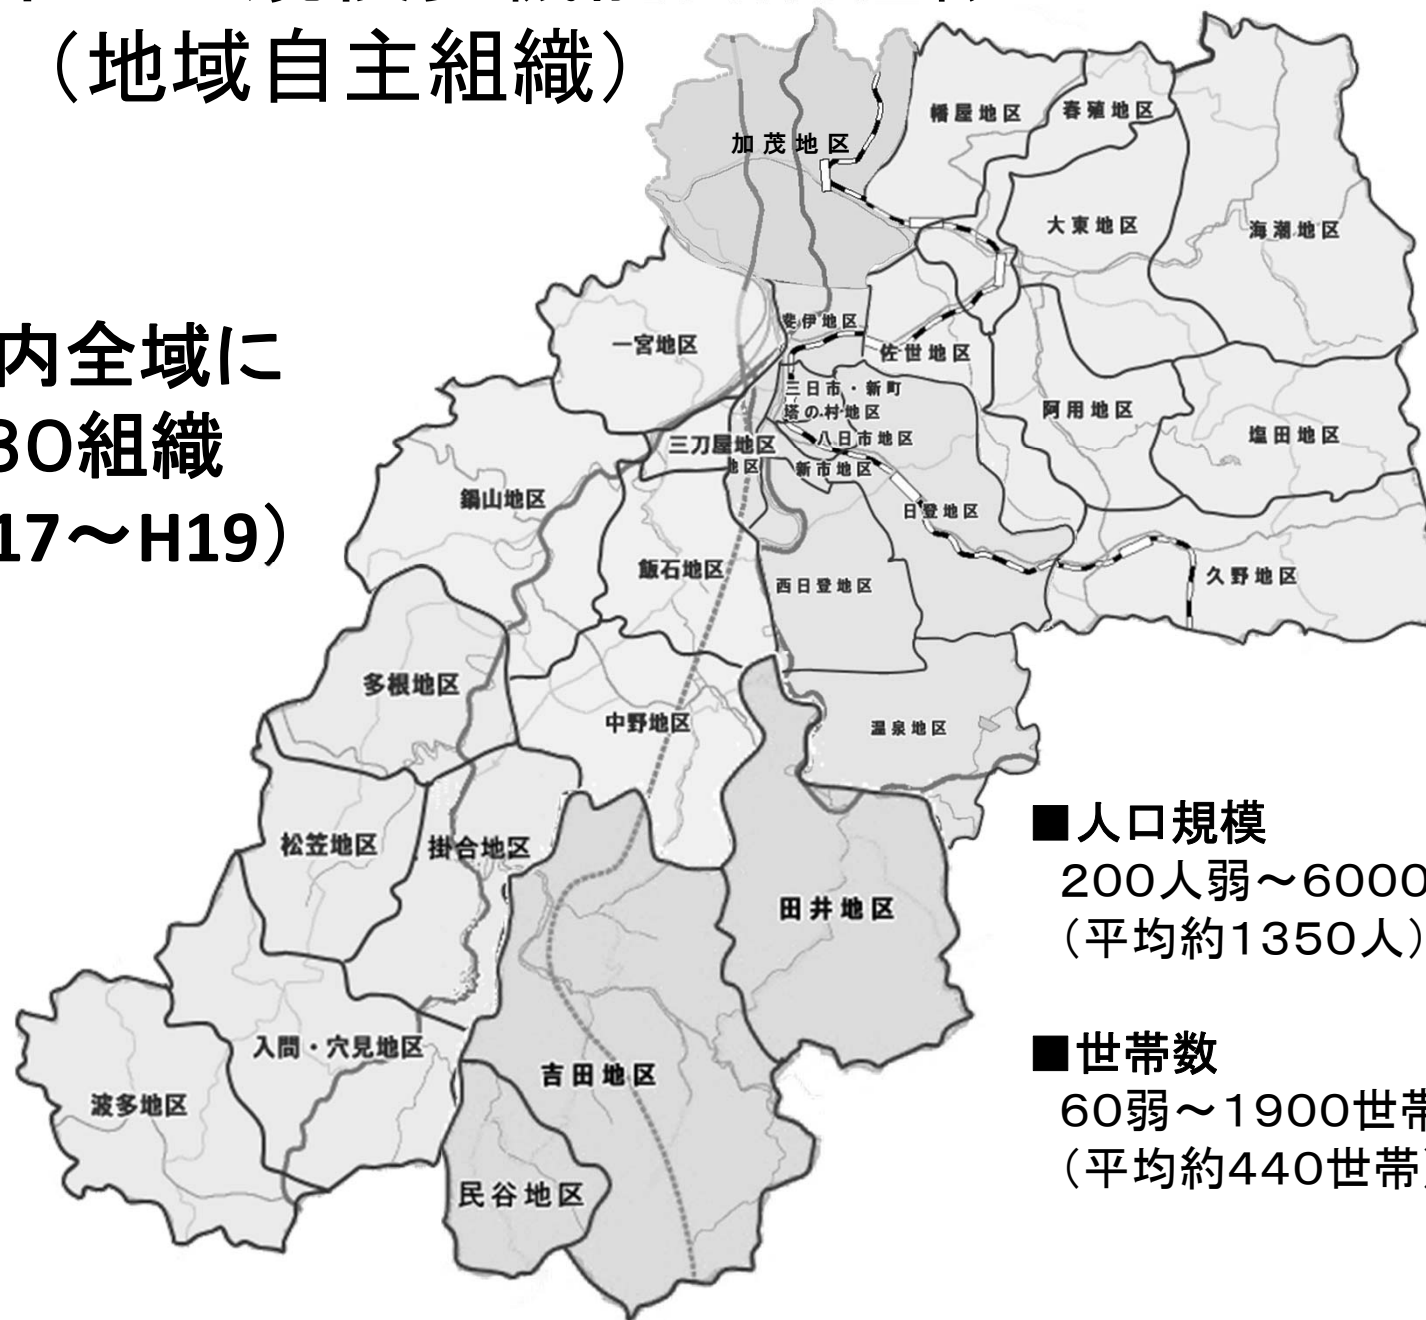 （地域自主組織）
内全域に
30組織
17～H19）
加茂地区
幡屋地区
春殖地区
大東地区
海潮地区
一宮地区
斐伊地区
佐世地区
三日市・新町
塔の村地区
八日市地区
新市地区
阿用地区
塩田地区
三刀屋地区
地区
鍋山地区
日登地区
飯石地区
西日登地区
久野地区
多根地区
中野地区
温泉地区
松笠地区
掛合地区
田井地区
入間・穴見地区
吉田地区
波多地区
民谷地区
■人口規模
200人弱～6000
（平均約1350人）
■世帯数
60弱～1900世帯
（平均約440世帯）